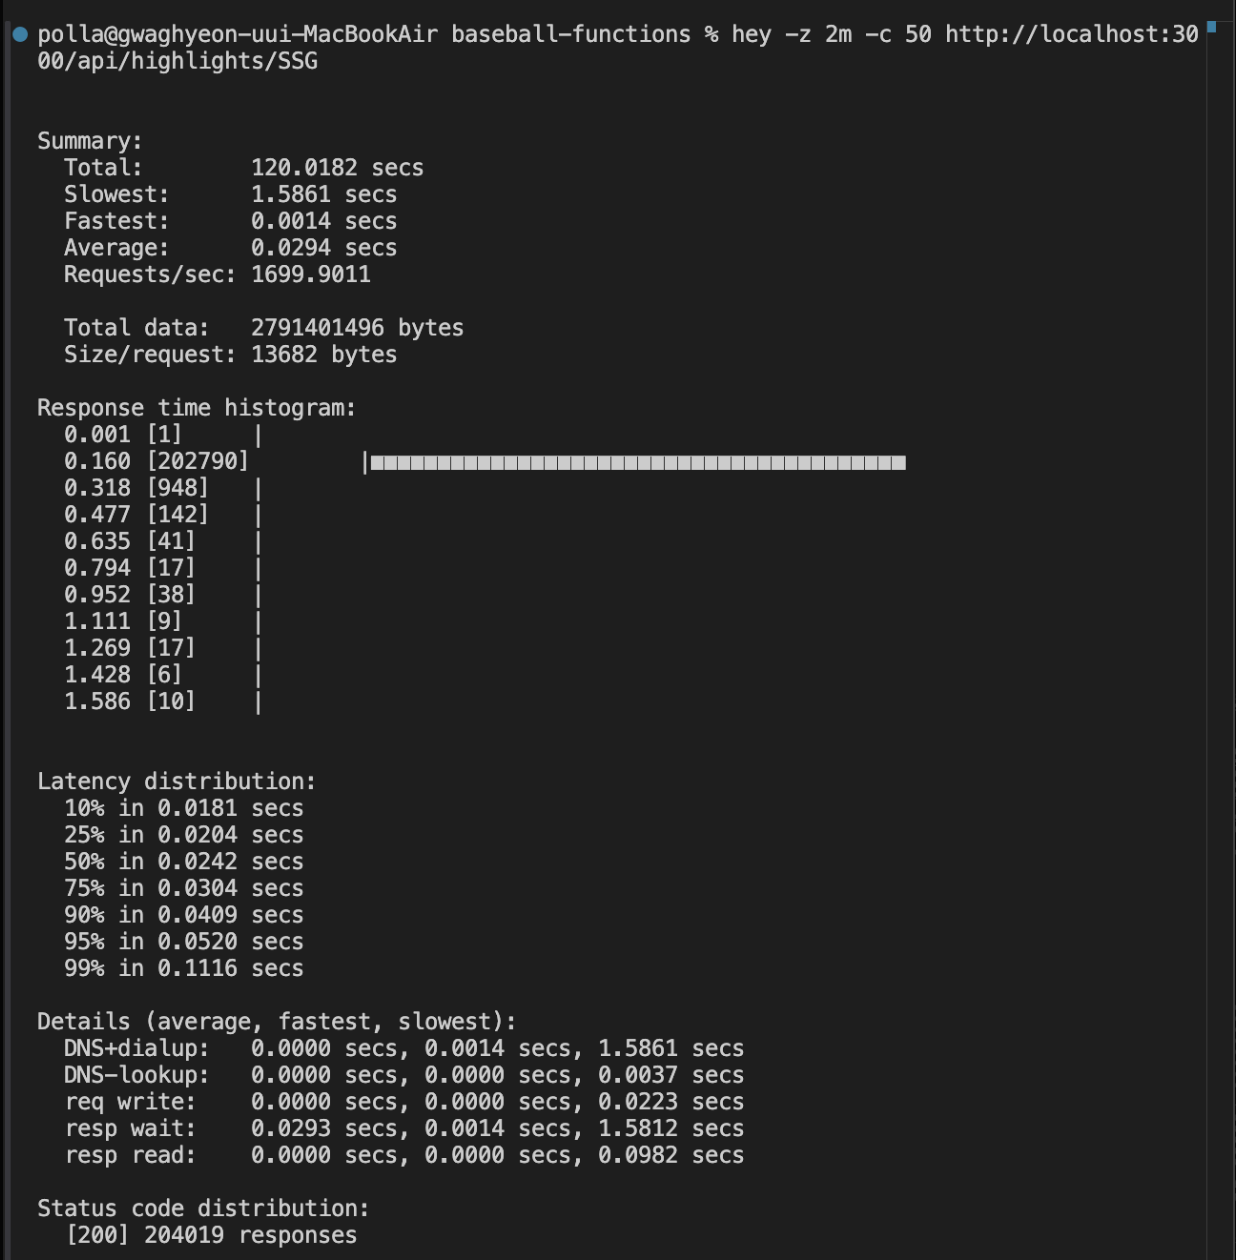 polla@gwaghyeon-uui-MacBookAir baseball-functions % hey -z 2m -c 50 http://localhost:30
00/api/highlights/SSG
Summary:
Total: 120.0182 secs
Slowest: 1.5861 secs
Fastest: 0.0014 secs
Average: 0.0294 secs
Requests/sec: 1699.9011
Total data: 2791401496 bytes
Size/request: 13682 bytes
Response time histogram:
0.001 [1] |
0.160 [202790] |■■■■■■■■■■■■■■■■■■■■■■■■■■■■■■■■■■■■■■■■
0.318 [948] |
0.477 [142] |
0.635 [41] |
0.794 [17] |
0.952 [38] |
1.111 [9] |
1.269 [17] |
1.428 [6] |
1.586 [10] |
Latency distribution:
10% in 0.0181 secs
25% in 0.0204 secs
50% in 0.0242 secs
75% in 0.0304 secs
90% in 0.0409 secs
95% in 0.0520 secs
99% in 0.1116 secs
Details (average, fastest, slowest):
DNS+dialup: 0.0000 secs, 0.0014 secs, 1.5861 secs
DNS-lookup: 0.0000 secs, 0.0000 secs, 0.0037 secs
req write: 0.0000 secs, 0.0000 secs, 0.0223 secs
resp wait: 0.0293 secs, 0.0014 secs, 1.5812 secs
resp read: 0.0000 secs, 0.0000 secs, 0.0982 secs
Status code distribution:
[200] 204019 responses